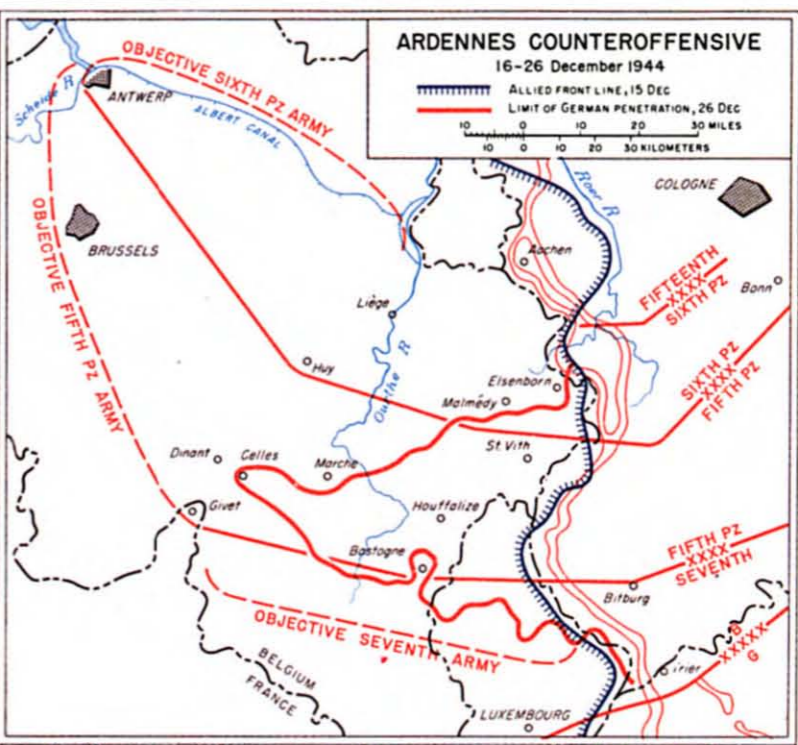 ARDENNES COUNTEROFFENSIVE
16-26 December 1944
ALLIED FRONT LINE, 15 DEC
LIMIT OF GERMAN PENETRATION, 26 DEC
10 0 10 20 30 MILES
10 0 10 20 30 KILOMETERS
OBJECTIVE SIXTH PZ ARMY
Schelde R
ANTWERP
ALBERT CANAL
Roer R
COLOGNE
OBJECTIVE FIFTH PZ ARMY
BRUSSELS
Aachen
FIFTEENTH
XXXX
SIXTH PZ
Bonn
Liège
Ourthe R
Huy
Elsenborn
Malmédy
SIXTH PZ
XXXX
FIFTH PZ
St. Vith
Dinant
Celles
Marche
Givet
Houffalize
Bastogne
FIFTH PZ
XXXX
SEVENTH
Bitburg
OBJECTIVE SEVENTH ARMY
B
XXXXX
G
Trier
BELGIUM
FRANCE
LUXEMBOURG